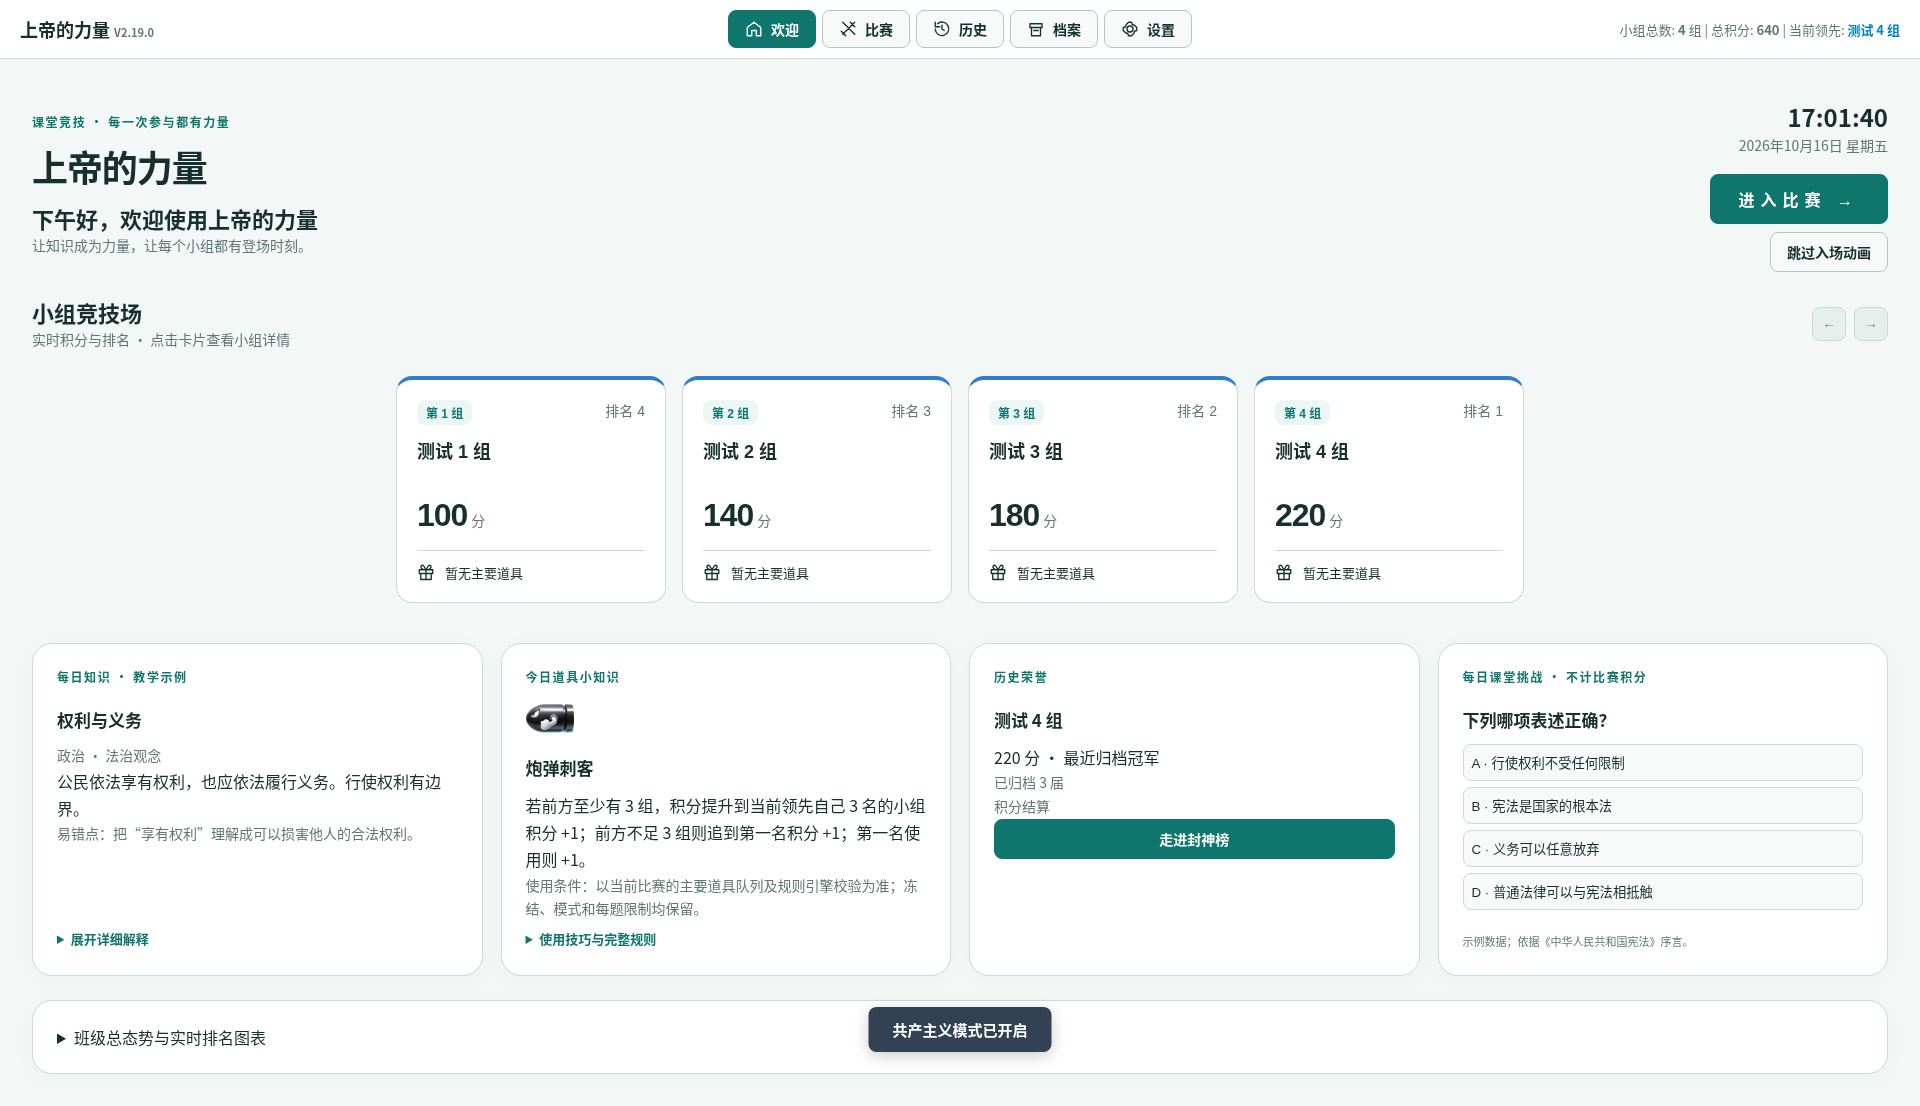 上帝的力量 V2.19.0
欢迎
比赛
历史
档案
设置
小组总数: 4 组 | 总积分: 640 | 当前领先: 测试 4 组
课堂竞技 · 每一次参与都有力量
上帝的力量
下午好，欢迎使用上帝的力量
让知识成为力量，让每个小组都有登场时刻。
17:01:40
2026年10月16日 星期五
进入比赛 →
跳过入场动画
小组竞技场
实时积分与排名 · 点击卡片查看小组详情
← →
第 1 组 排名 4
测试 1 组
100 分
暂无主要道具
第 2 组 排名 3
测试 2 组
140 分
暂无主要道具
第 3 组 排名 2
测试 3 组
180 分
暂无主要道具
第 4 组 排名 1
测试 4 组
220 分
暂无主要道具
每日知识 · 教学示例
权利与义务
政治 · 法治观念
公民依法享有权利，也应依法履行义务。行使权利有边
界。
易错点：把“享有权利”理解成可以损害他人的合法权利。
▶ 展开详细解释
今日道具小知识
炮弹刺客
若前方至少有 3 组，积分提升到当前领先自己 3 名的小组
积分 +1；前方不足 3 组则追到第一名积分 +1；第一名使
用则 +1。
使用条件：以当前比赛的主要道具队列及规则引擎校验为准；冻
结、模式和每题限制均保留。
▶ 使用技巧与完整规则
历史荣誉
测试 4 组
220 分 · 最近归档冠军
已归档 3 届
积分结算
走进封神榜
每日课堂挑战 · 不计比赛积分
下列哪项表述正确？
A · 行使权利不受任何限制
B · 宪法是国家的根本法
C · 义务可以任意放弃
D · 普通法律可以与宪法相抵触
示例数据；依据《中华人民共和国宪法》序言。
▶ 班级总态势与实时排名图表
共产主义模式已开启